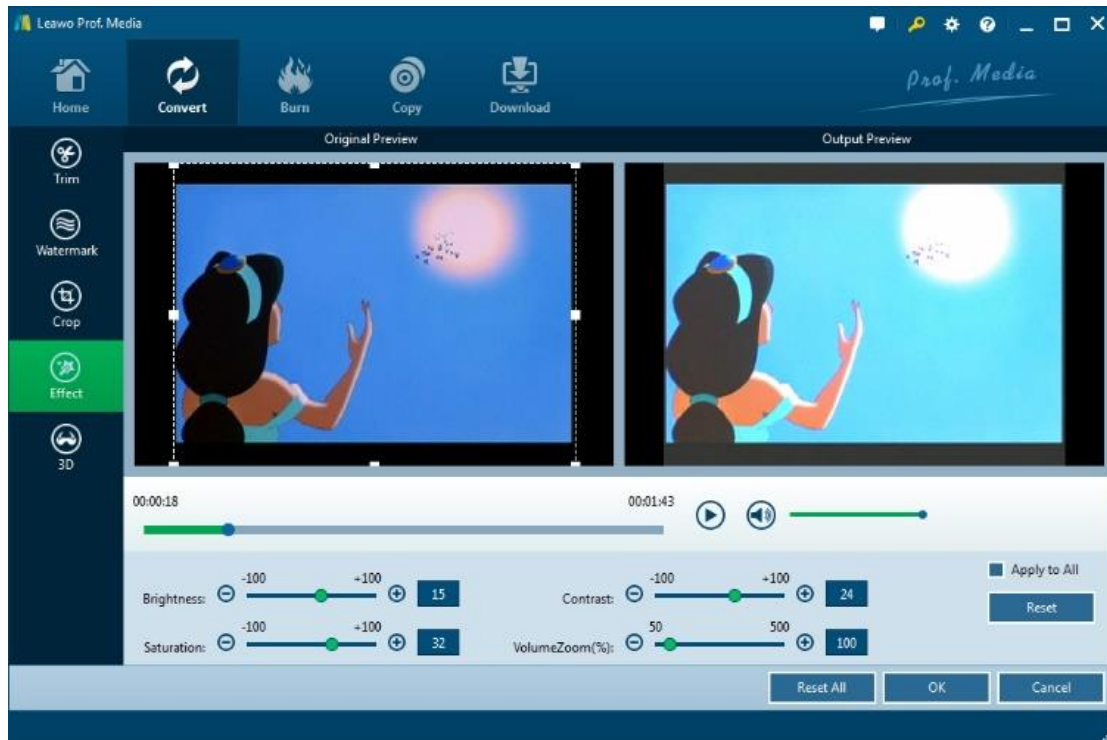 Leawo Prof. Media
Home
Convert
Burn
Copy
Download
Prof. Media
Trim
Watermark
Crop
Effect
3D
Original Preview
Output Preview
00:00:18
00:01:43
Brightness: -100 +100 15
Contrast: -100 +100 24
Saturation: -100 +100 32
VolumeZoom(%): 50 500 100
Apply to All
Reset
Reset All
OK
Cancel